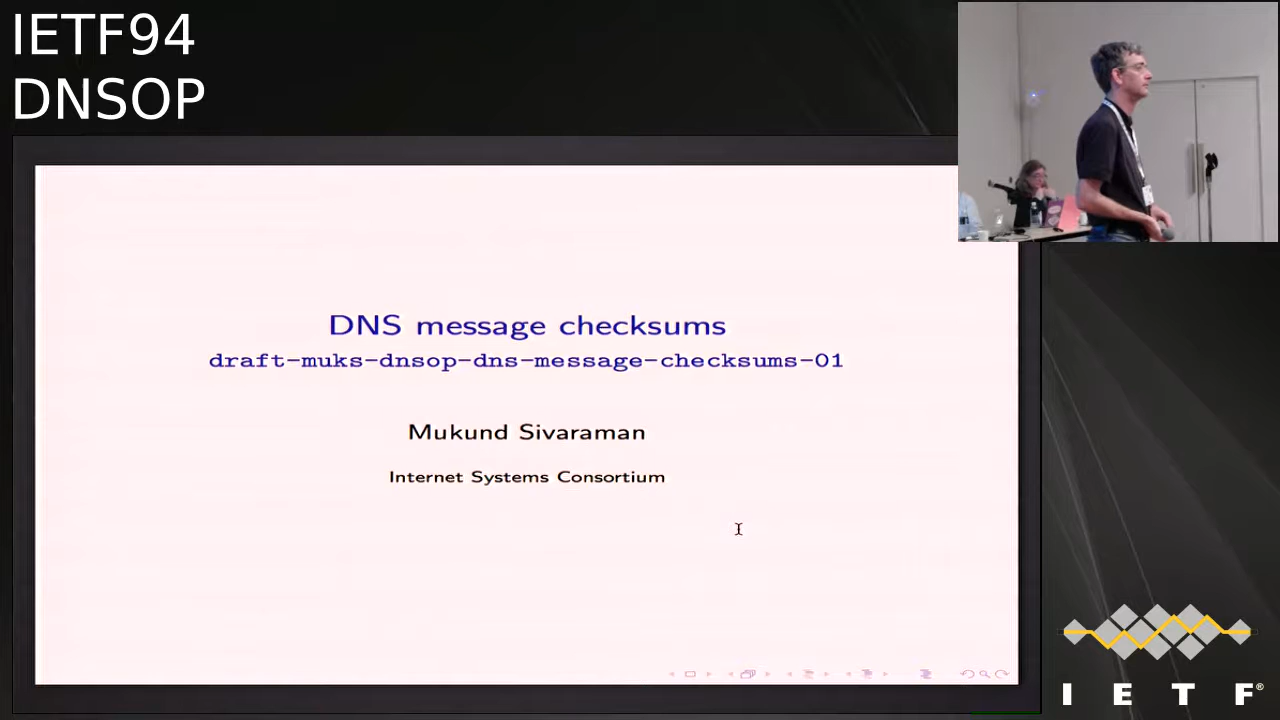 IETF94
DNSOP
DNS message checksums
draft-muks-dnsop-dns-message-checksums-01
Mukund Sivaraman
Internet Systems Consortium
I E T F®